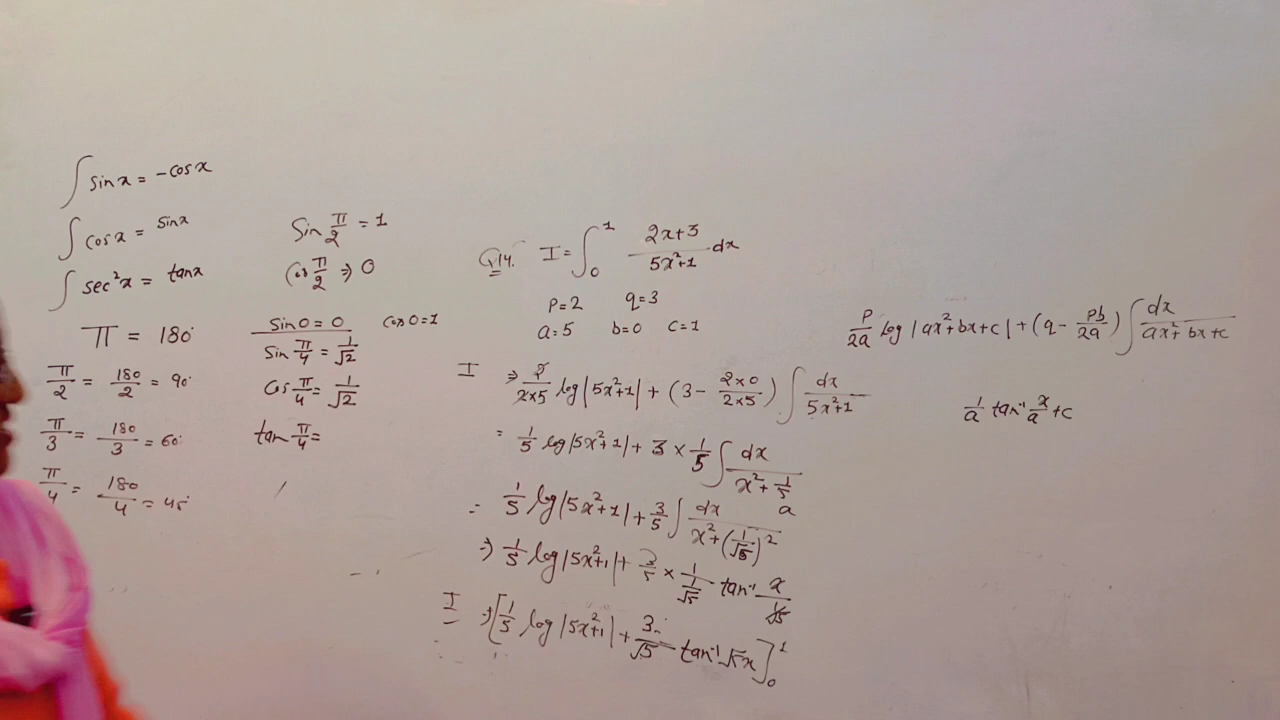 ∫ sin x = -cos x
∫ cos x = sin x
∫ sec²x = tan x
π = 180°
π/2 = 180/2 = 90°
π/3 = 180/3 = 60°
π/4 = 180/4 = 45°
Sin π/2 = 1
Cos π/2 ⇒ 0
Sin 0 = 0 cos 0 = 1
Sin π/4 = 1/√2
Cos π/4 = 1/√2
tan π/4 =
Q14. I = ∫₀¹ (2x+3)/(5x²+1) dx
P=2 q=3
a=5 b=0 c=1
P/2a log |ax²+bx+c| + (q - Pb/2a) ∫ dx/(ax²+bx+c)
1/a tan⁻¹ x/a + c
I ⇒ 2/(2×5) log |5x²+1| + (3 - (2×0)/(2×5)) ∫ dx/(5x²+1)
= 1/5 log |5x²+1| + 3 × 1/5 ∫ dx/(x² + 1/5)
a
= 1/5 log |5x²+1| + 3/5 ∫ dx/(x² + (1/√5)²)
⇒ 1/5 log |5x²+1| + 3/5 × 1/(1/√5) tan⁻¹ x/(1/√5)
I ⇒ [1/5 log |5x²+1| + 3/√5 tan⁻¹ √5x]₀¹